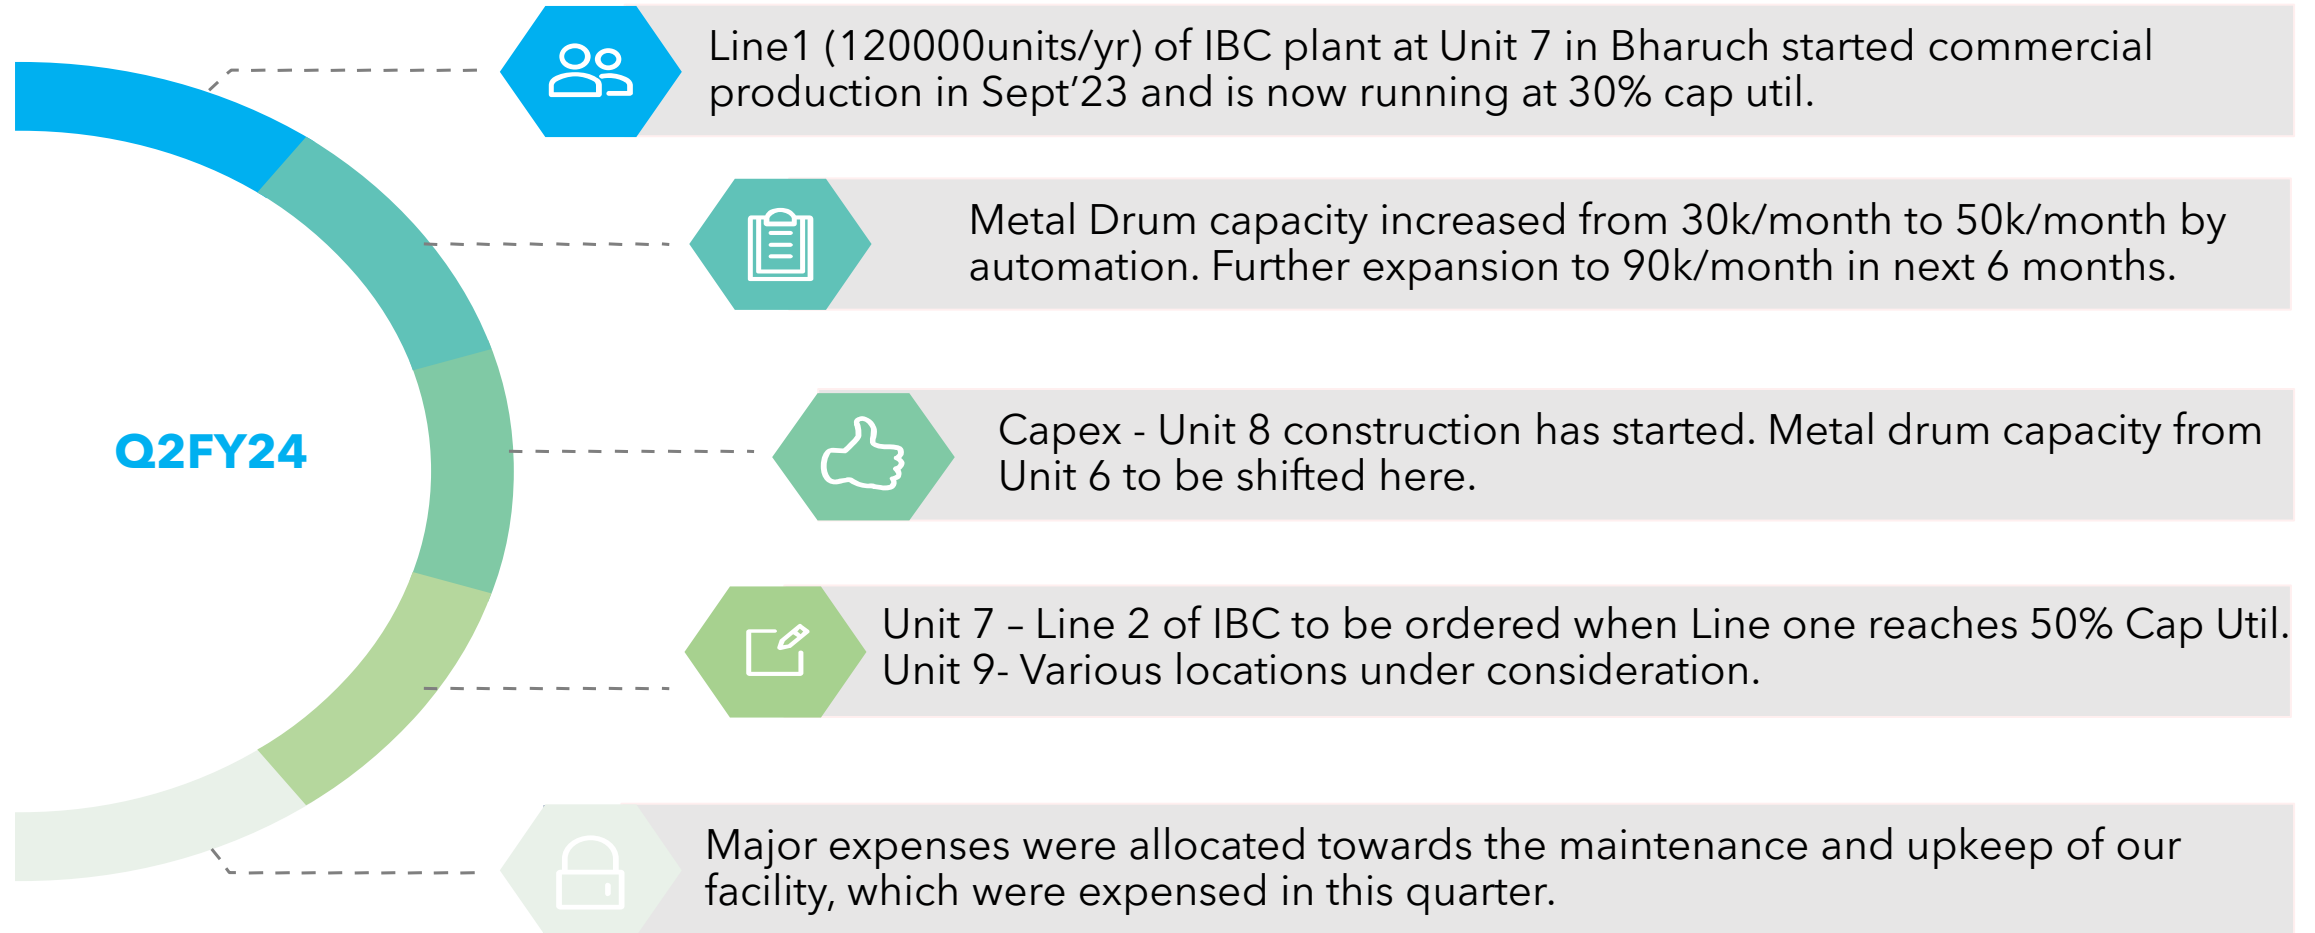 Line1 (120000units/yr) of IBC plant at Unit 7 in Bharuch started commercial
production in Sept’23 and is now running at 30% cap util.
Metal Drum capacity increased from 30k/month to 50k/month by
automation. Further expansion to 90k/month in next 6 months.
Q2FY24
Capex - Unit 8 construction has started. Metal drum capacity from
Unit 6 to be shifted here.
Unit 7 – Line 2 of IBC to be ordered when Line one reaches 50% Cap Util.
Unit 9- Various locations under consideration.
Major expenses were allocated towards the maintenance and upkeep of our
facility, which were expensed in this quarter.